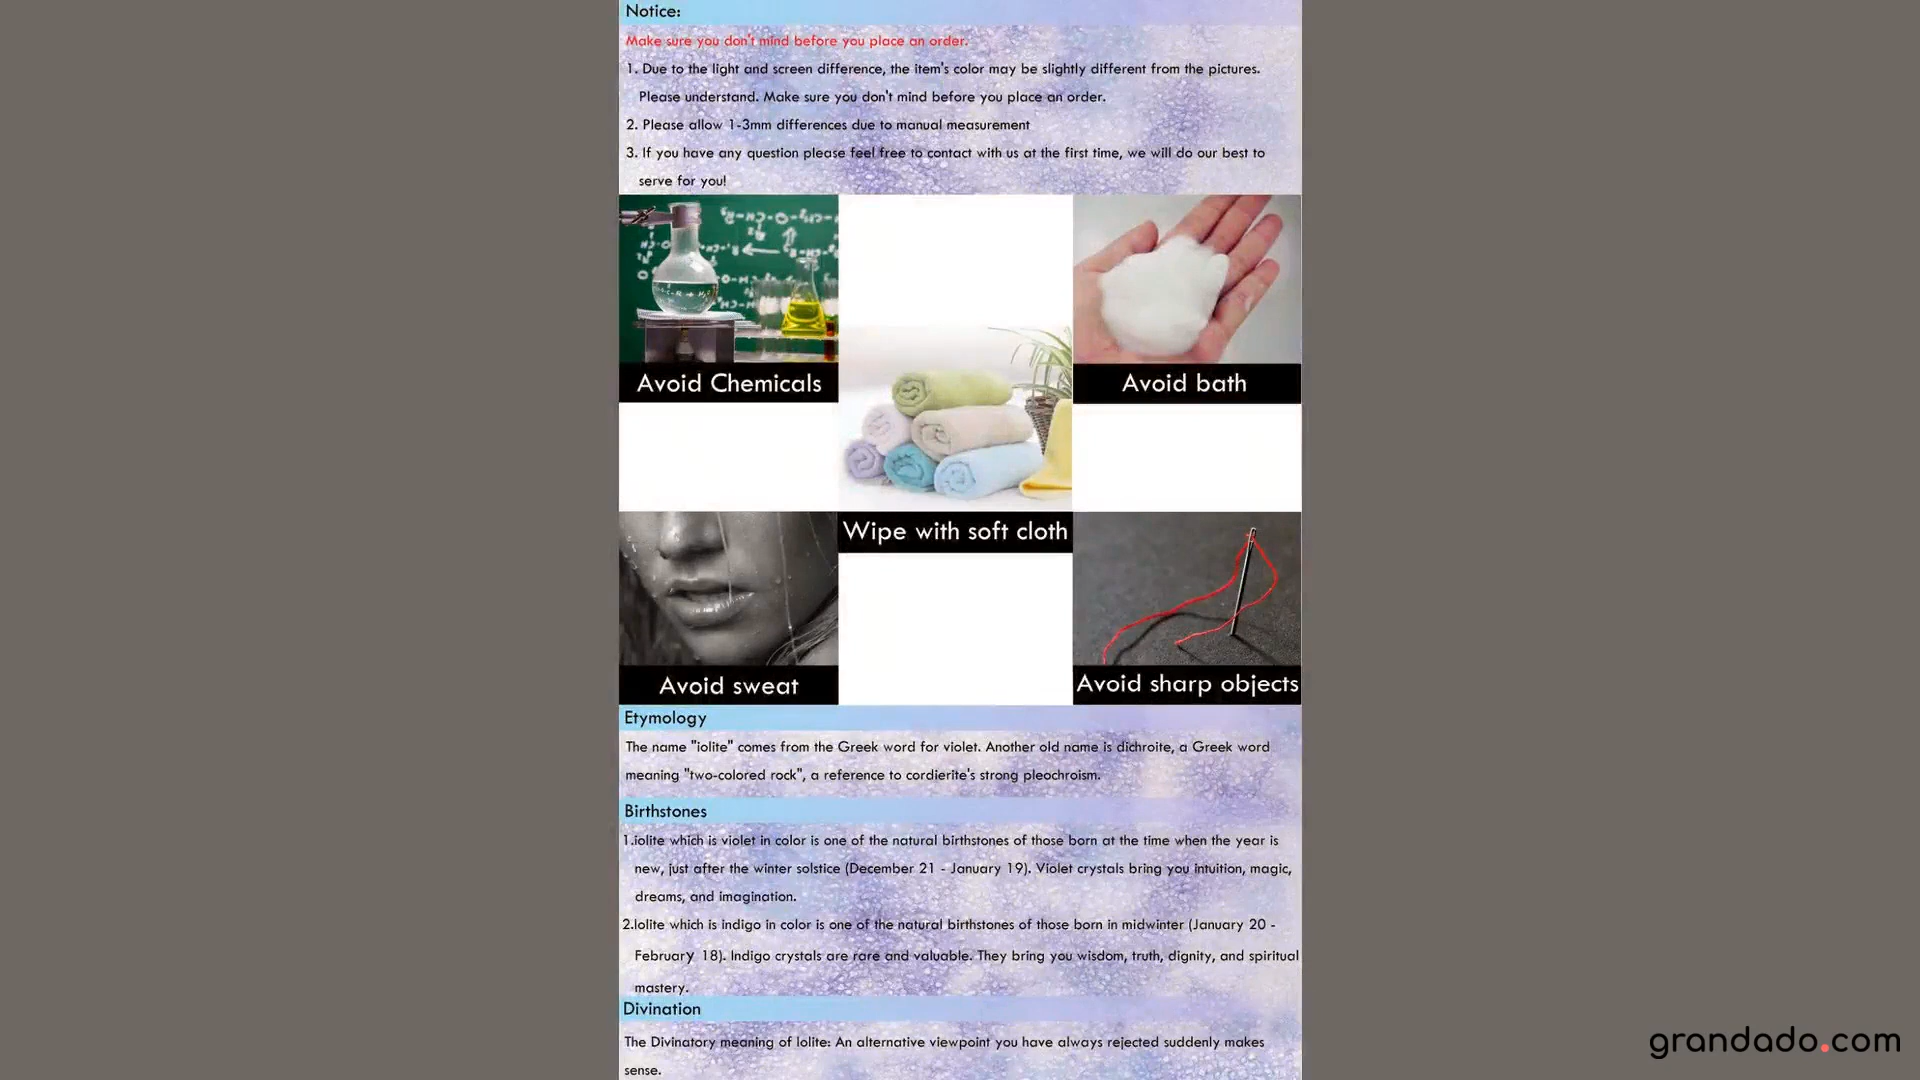 Notice:
Make sure you don't mind before you place an order.
1. Due to the light and screen difference, the item's color may be slightly different from the pictures.
Please understand. Make sure you don't mind before you place an order.
2. Please allow 1-3mm differences due to manual measurement
3. If you have any question please feel free to contact with us at the first time, we will do our best to
serve for you!
Avoid Chemicals
Avoid bath
Wipe with soft cloth
Avoid sweat
Avoid sharp objects
Etymology
The name "iolite" comes from the Greek word for violet. Another old name is dichroite, a Greek word
meaning "two-colored rock", a reference to cordierite's strong pleochroism.
Birthstones
1.iolite which is violet in color is one of the natural birthstones of those born at the time when the year is
new, just after the winter solstice (December 21 - January 19). Violet crystals bring you intuition, magic,
dreams, and imagination.
2.Iolite which is indigo in color is one of the natural birthstones of those born in midwinter (January 20 -
February 18). Indigo crystals are rare and valuable. They bring you wisdom, truth, dignity, and spiritual
mastery.
Divination
The Divinatory meaning of Iolite: An alternative viewpoint you have always rejected suddenly makes
sense.
grandado.com